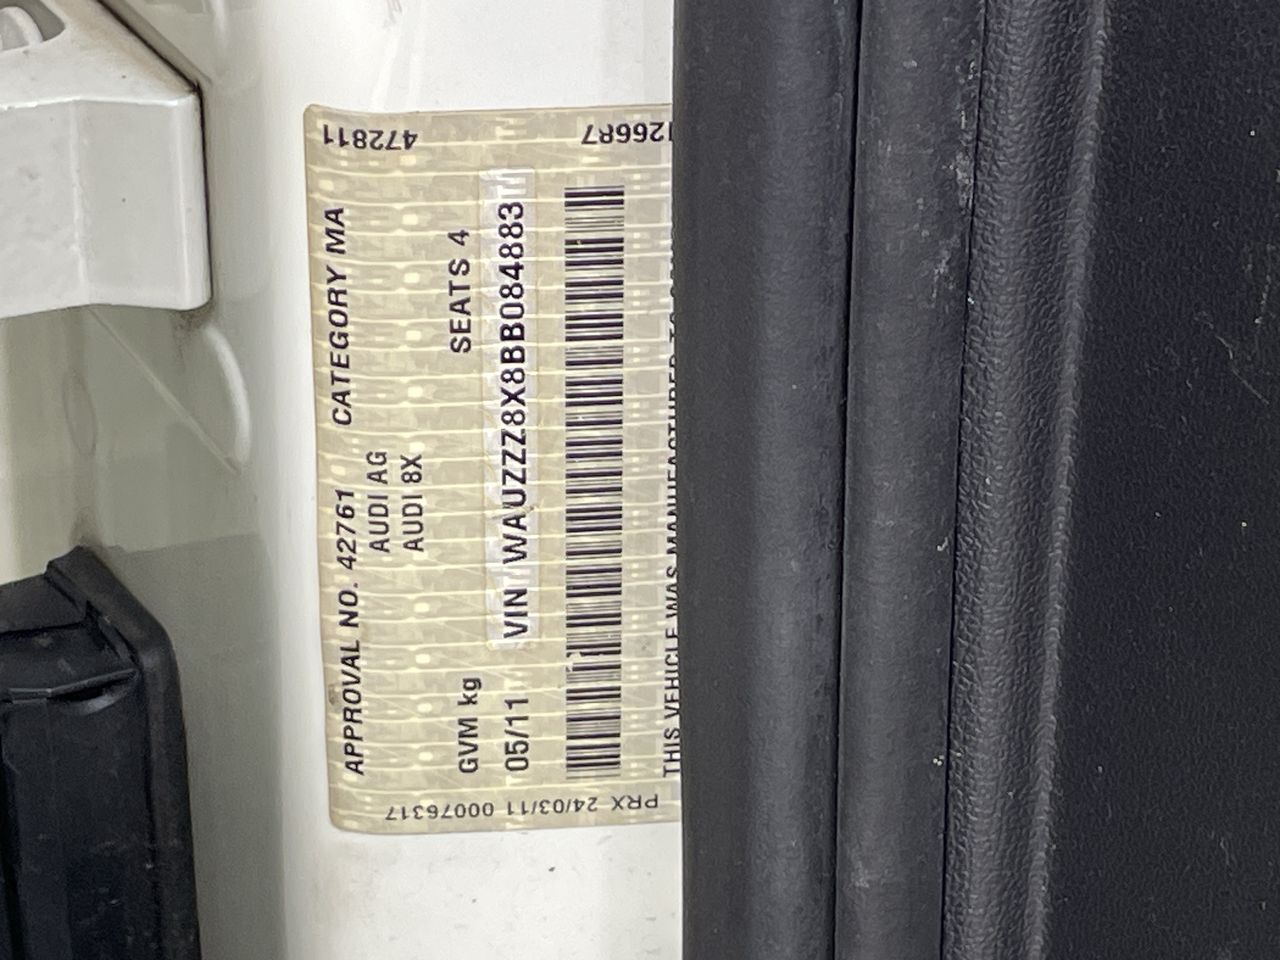 APPROVAL NO. 42761 CATEGORY MA
AUDI AG
AUDI 8X
GVM kg SEATS 4
05/11 VIN WAUZZZ8X8BB084883
THIS VEHICLE WAS MANUFACTURED TO
472811
PRX 24/03/11 00076317